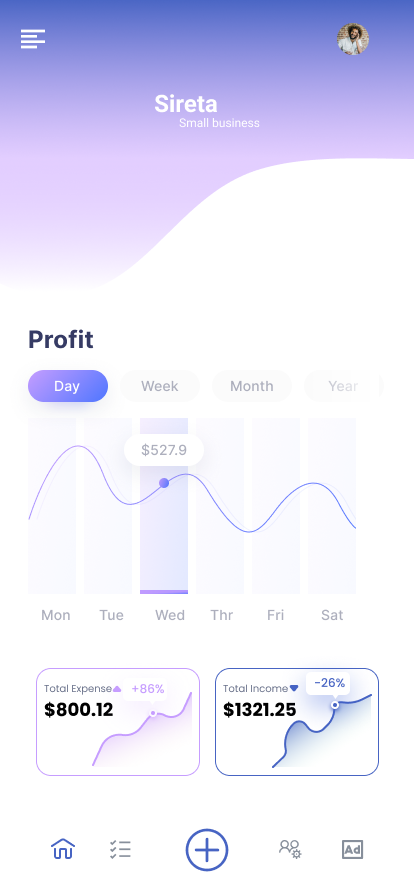 Sireta
Small business
Profit
Day Week Month Year
$527.9
Mon Tue Wed Thr Fri Sat
Total Expense +86%
$800.12
Total Income -26%
$1321.25
Ad